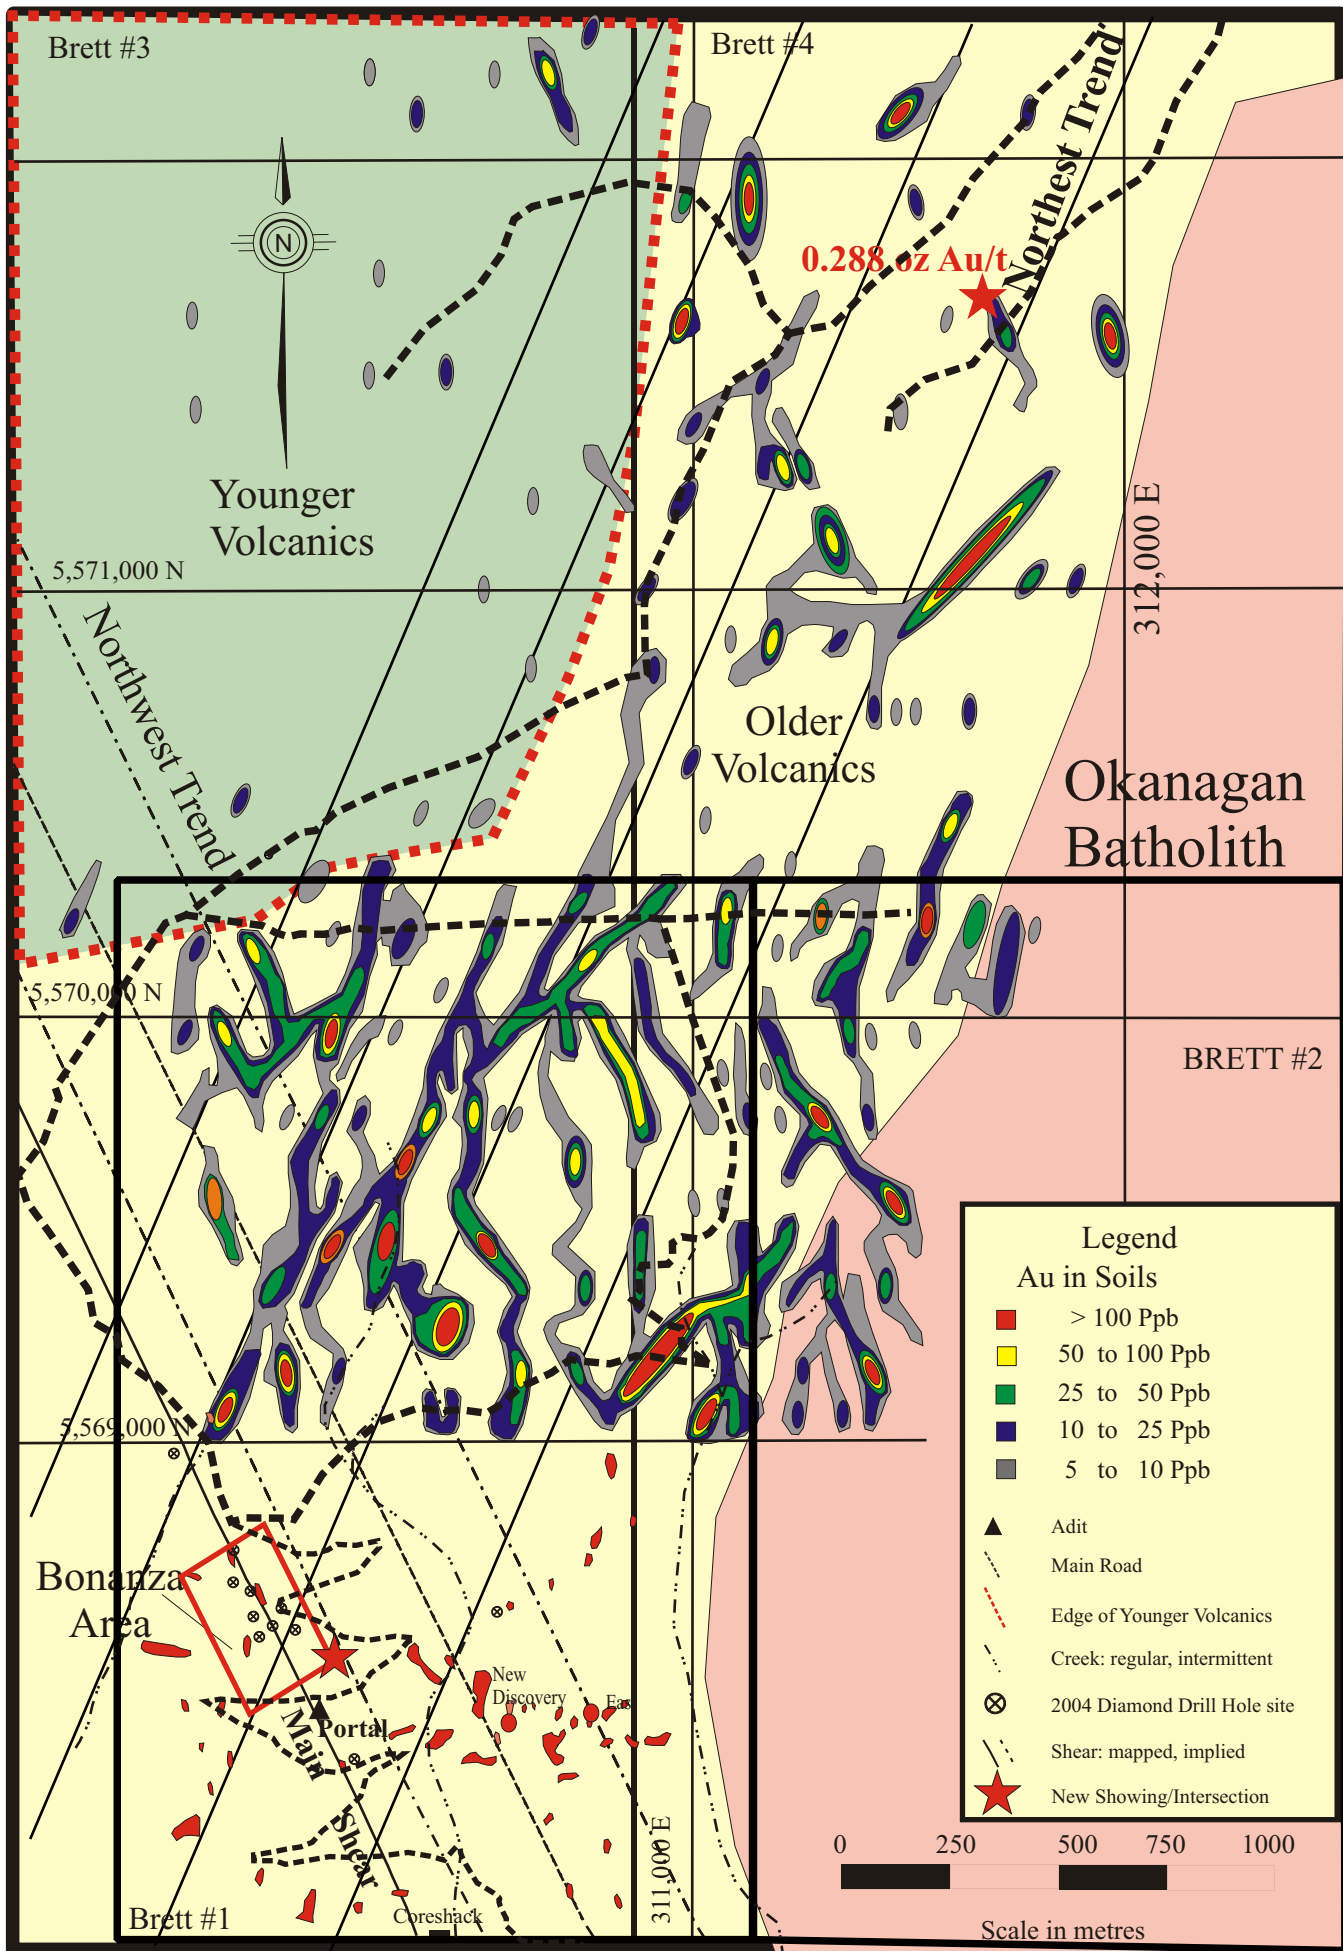 Brett #3
Brett #4
Northest Trend
N
0.288 oz Au/t
Younger
Volcanics
5,571,000 N
312,000 E
Northwest Trend
Older
Volcanics
Okanagan
Batholith
5,570,000 N
BRETT #2
5,569,000 N
Bonanza
Area
New
Discovery
Eas
Portal
Main
Shear
311,000 E
Coreshack
Brett #1
Legend
Au in Soils
> 100 Ppb
50 to 100 Ppb
25 to 50 Ppb
10 to 25 Ppb
5 to 10 Ppb
Adit
Main Road
Edge of Younger Volcanics
Creek: regular, intermittent
2004 Diamond Drill Hole site
Shear: mapped, implied
New Showing/Intersection
0 250 500 750 1000
Scale in metres